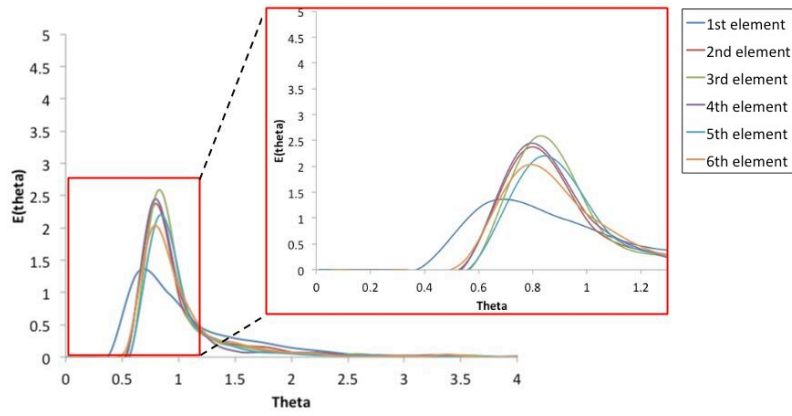 5
4.5
4
3.5
3
2.5
2
1.5
1
0.5
0
E(theta)
0 0.5 1 1.5 2 2.5 3 3.5 4
Theta
5
4.5
4
3.5
3
2.5
2
1.5
1
0.5
0
E(theta)
0 0.2 0.4 0.6 0.8 1 1.2
Theta
1st element
2nd element
3rd element
4th element
5th element
6th element